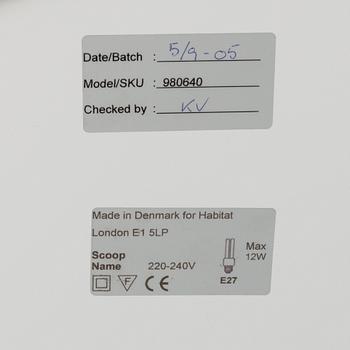 Date/Batch : 5/9-05
Model/SKU : 980640
Checked by : KV
Made in Denmark for Habitat
London E1 5LP
Scoop
Name 220-240V
Max
12W
F CE E27